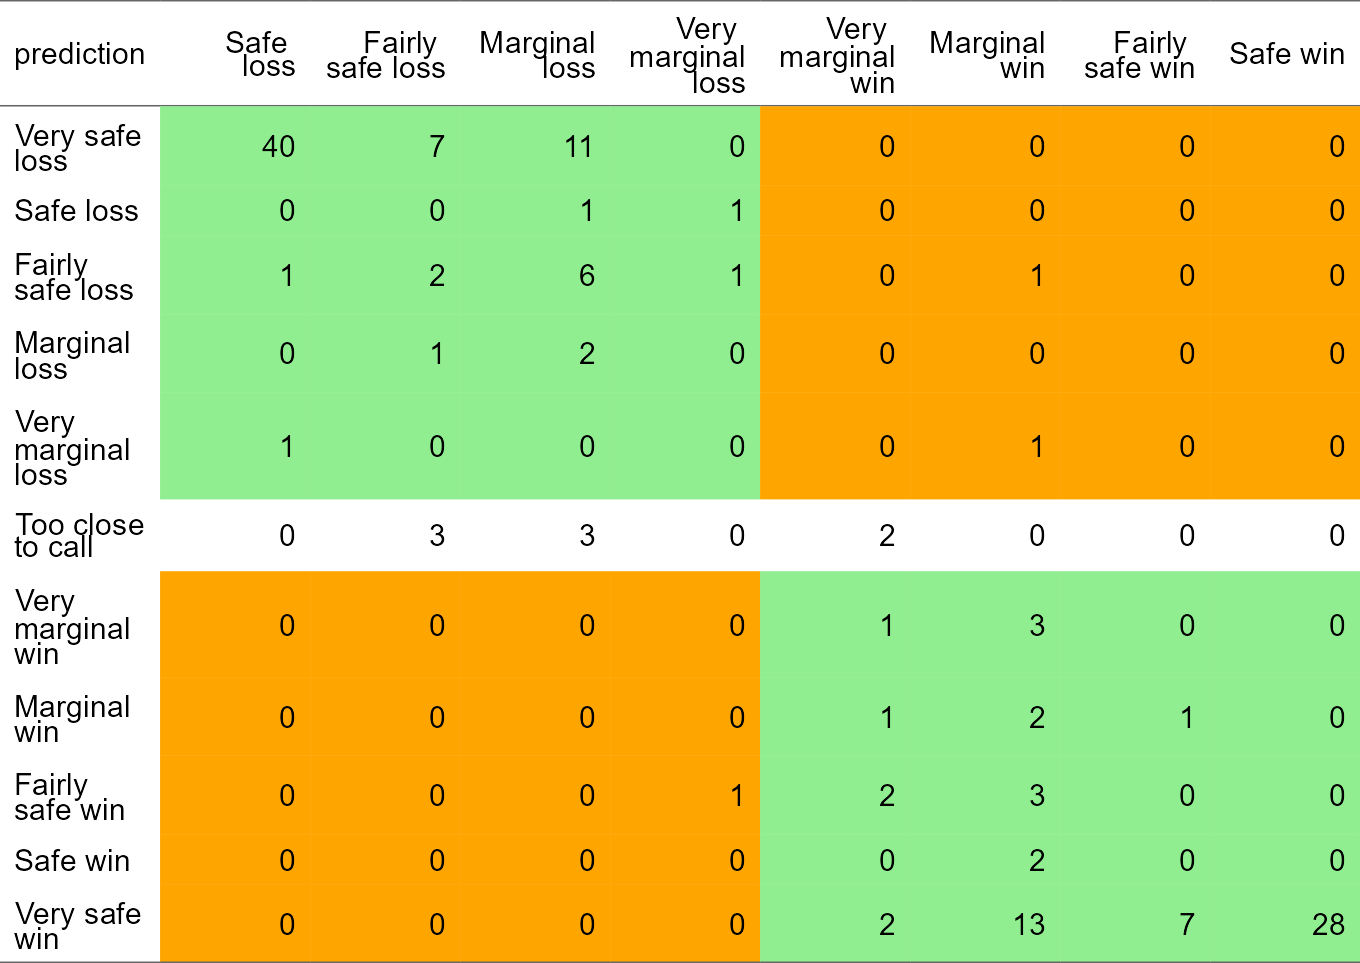 prediction Safe loss Fairly safe loss Marginal loss Very marginal loss Very marginal win Marginal win Fairly safe win Safe win
Very safe loss 40 7 11 0 0 0 0 0
Safe loss 0 0 1 1 0 0 0 0
Fairly safe loss 1 2 6 1 0 1 0 0
Marginal loss 0 1 2 0 0 0 0 0
Very marginal loss 1 0 0 0 0 1 0 0
Too close to call 0 3 3 0 2 0 0 0
Very marginal win 0 0 0 0 1 3 0 0
Marginal win 0 0 0 0 1 2 1 0
Fairly safe win 0 0 0 1 2 3 0 0
Safe win 0 0 0 0 0 2 0 0
Very safe win 0 0 0 0 2 13 7 28